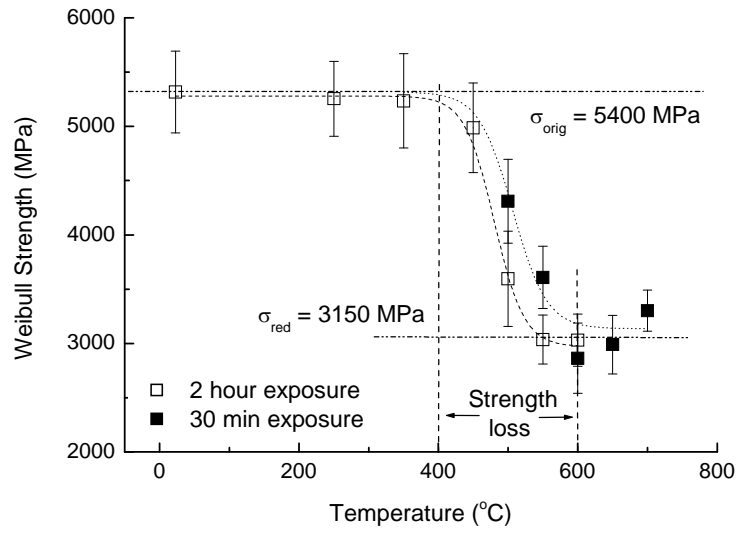 6000
5000
4000
3000
2000
Weibull Strength (MPa)
σorig = 5400 MPa
σred = 3150 MPa
2 hour exposure
30 min exposure
Strength
loss
0
200
400
600
800
Temperature (oC)